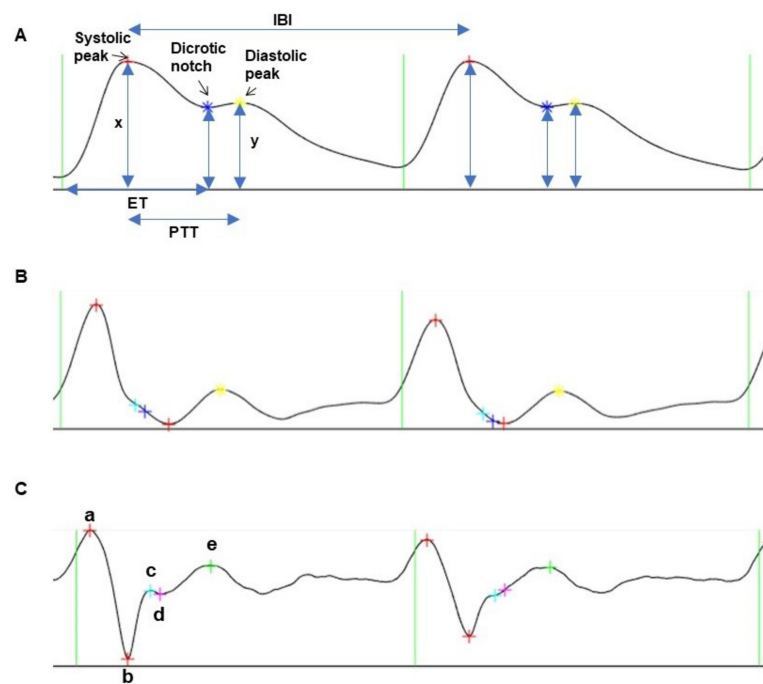 A
IBI
Systolic
peak
Dicrotic
notch
Diastolic
peak
x
y
ET
PTT
B
C
a
e
c
d
b